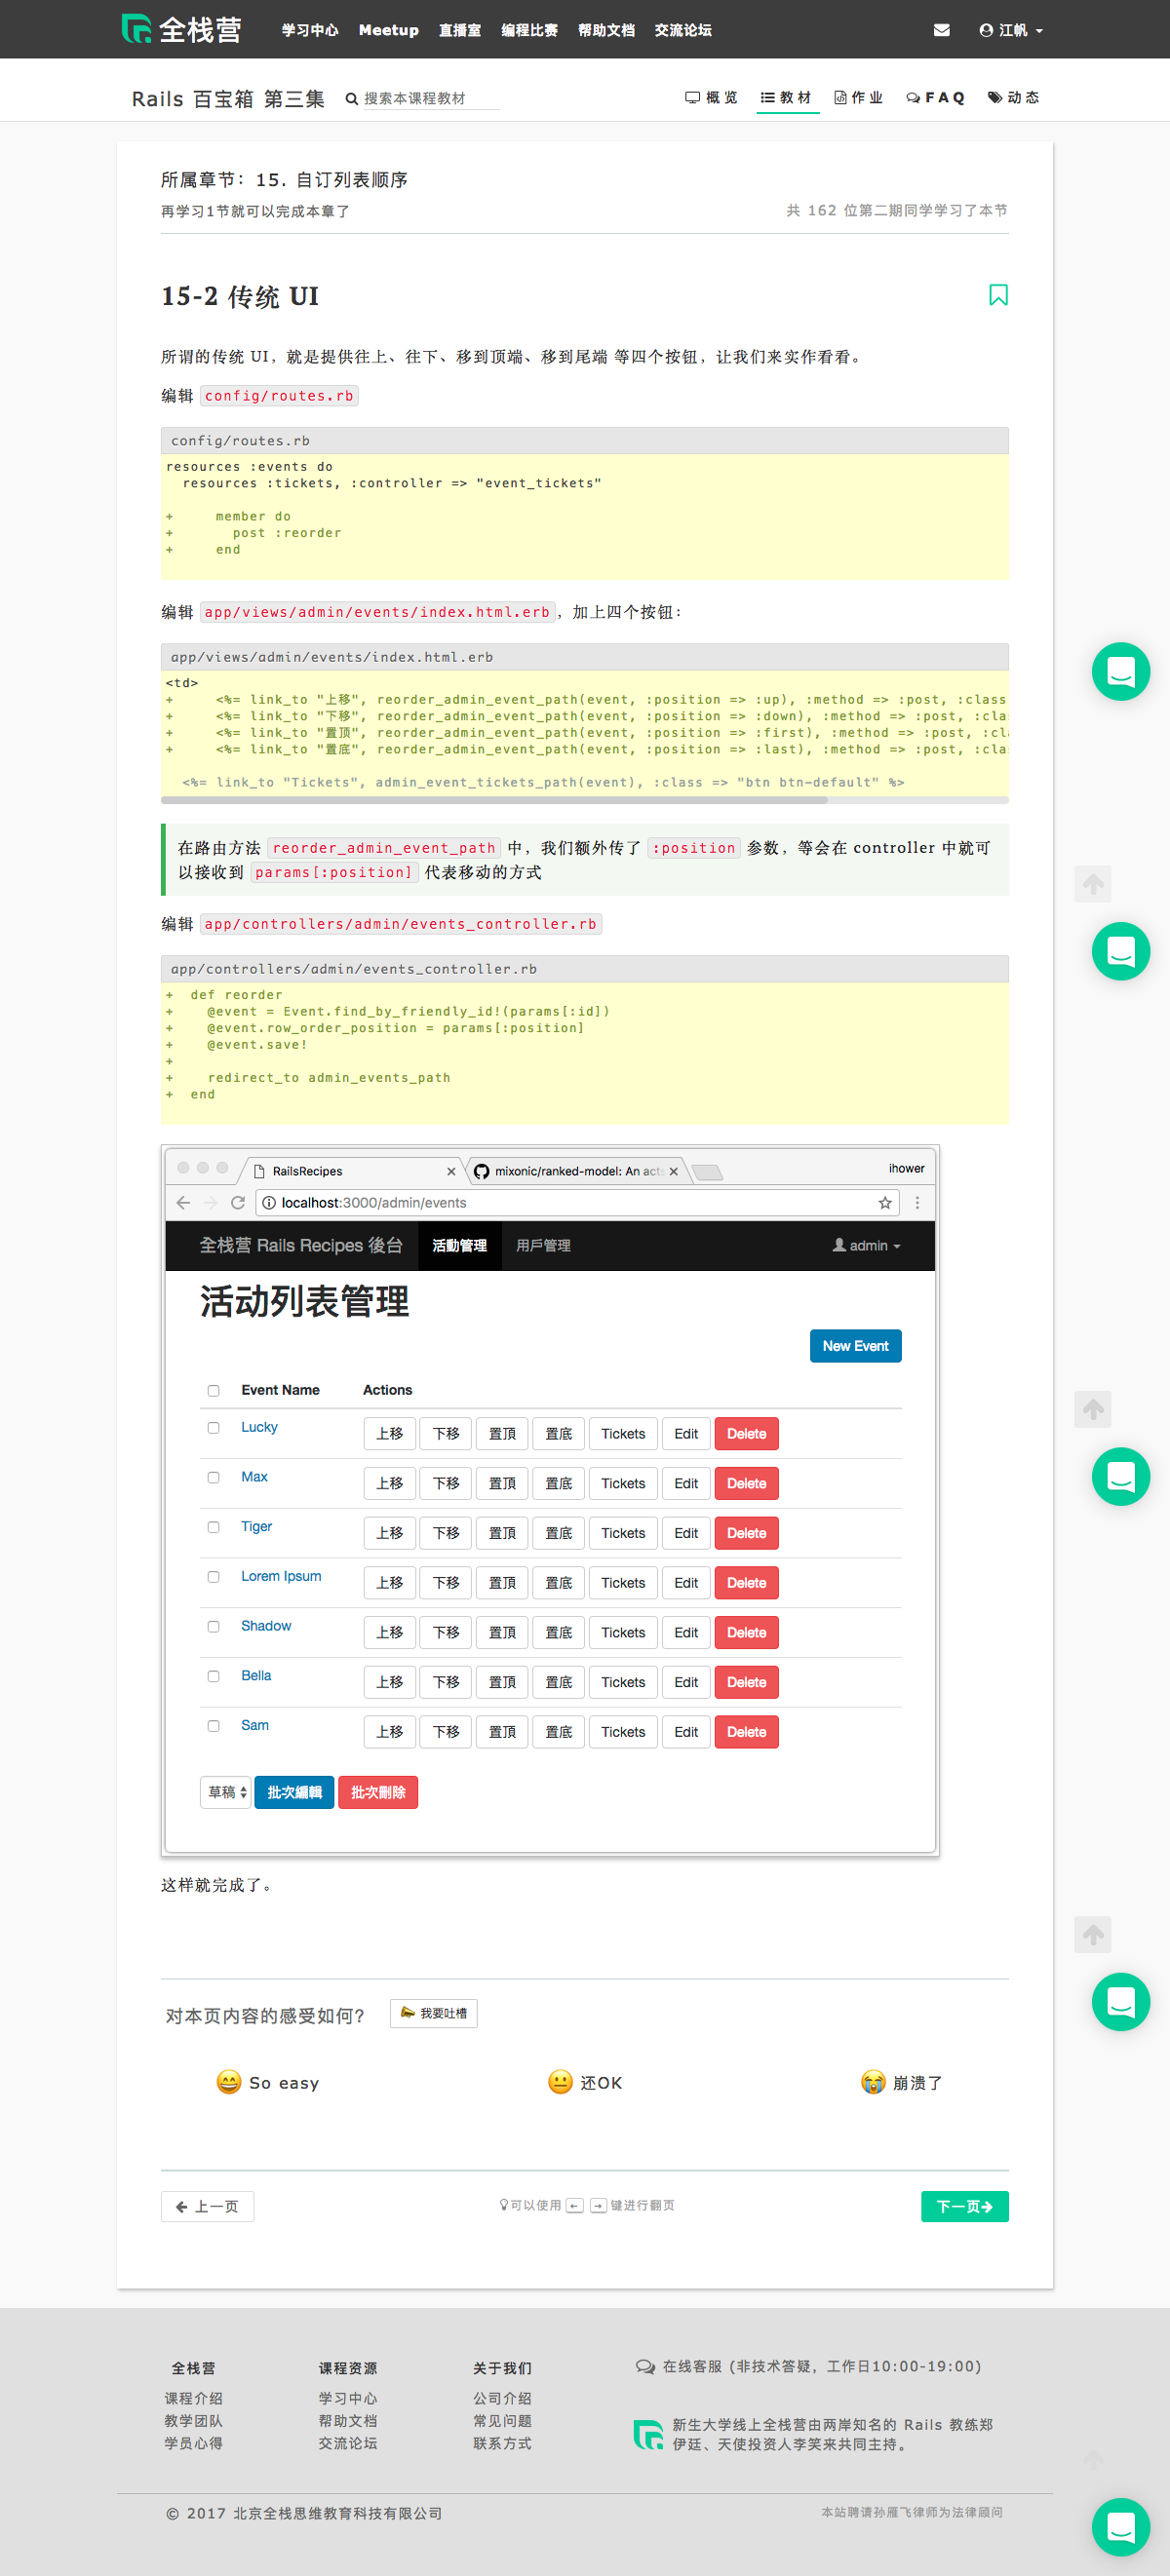 全栈营 学习中心 Meetup 直播室 编程比赛 帮助文档 交流论坛 江帆
Rails 百宝箱 第三集 搜索本课程教材 概览 教材 作业 FAQ 动态
所属章节：15. 自订列表顺序
再学习1节就可以完成本章了 共 162 位第二期同学学习了本节
15-2 传统 UI
所谓的传统 UI，就是提供往上、往下、移到顶端、移到尾端 等四个按钮，让我们来实作看看。
编辑 config/routes.rb
config/routes.rb
resources :events do
  resources :tickets, :controller => "event_tickets"
+     member do
+       post :reorder
+     end
编辑 app/views/admin/events/index.html.erb，加上四个按钮：
app/views/admin/events/index.html.erb
<td>
+     <%= link_to "上移", reorder_admin_event_path(event, :position => :up), :method => :post, :class
+     <%= link_to "下移", reorder_admin_event_path(event, :position => :down), :method => :post, :cla
+     <%= link_to "置顶", reorder_admin_event_path(event, :position => :first), :method => :post, :cl
+     <%= link_to "置底", reorder_admin_event_path(event, :position => :last), :method => :post, :cla
  <%= link_to "Tickets", admin_event_tickets_path(event), :class => "btn btn-default" %>
在路由方法 reorder_admin_event_path 中，我们额外传了 :position 参数，等会在 controller 中就可
以接收到 params[:position] 代表移动的方式
编辑 app/controllers/admin/events_controller.rb
app/controllers/admin/events_controller.rb
+  def reorder
+    @event = Event.find_by_friendly_id!(params[:id])
+    @event.row_order_position = params[:position]
+    @event.save!
+
+    redirect_to admin_events_path
+  end
RailsRecipes mixonic/ranked-model: An acts ihower
localhost:3000/admin/events
全栈营 Rails Recipes 後台 活動管理 用戶管理 admin
活动列表管理
New Event
Event Name Actions
Lucky 上移 下移 置頂 置底 Tickets Edit Delete
Max 上移 下移 置頂 置底 Tickets Edit Delete
Tiger 上移 下移 置頂 置底 Tickets Edit Delete
Lorem Ipsum 上移 下移 置頂 置底 Tickets Edit Delete
Shadow 上移 下移 置頂 置底 Tickets Edit Delete
Bella 上移 下移 置頂 置底 Tickets Edit Delete
Sam 上移 下移 置頂 置底 Tickets Edit Delete
草稿 批次編輯 批次刪除
这样就完成了。
对本页内容的感受如何? 我要吐槽
So easy 还OK 崩溃了
上一页 可以使用 ← → 键进行翻页 下一页
全栈营 课程资源 关于我们 在线客服 (非技术答疑，工作日10:00-19:00)
课程介绍 学习中心 公司介绍
教学团队 帮助文档 常见问题 新生大学线上全栈营由两岸知名的 Rails 教练郑
学员心得 交流论坛 联系方式 伊廷、天使投资人李笑来共同主持。
© 2017 北京全栈思维教育科技有限公司 本站聘请孙雁飞律师为法律顾问